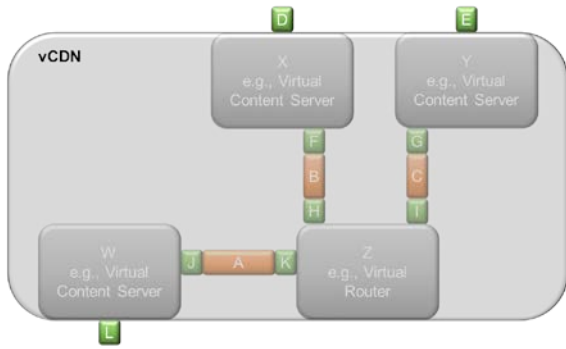 D
E
vCDN
X
e.g., Virtual
Content Server
Y
e.g., Virtual
Content Server
F
G
B
C
H
I
W
e.g., Virtual
Content Server
J
A
K
Z
e.g., Virtual
Router
L